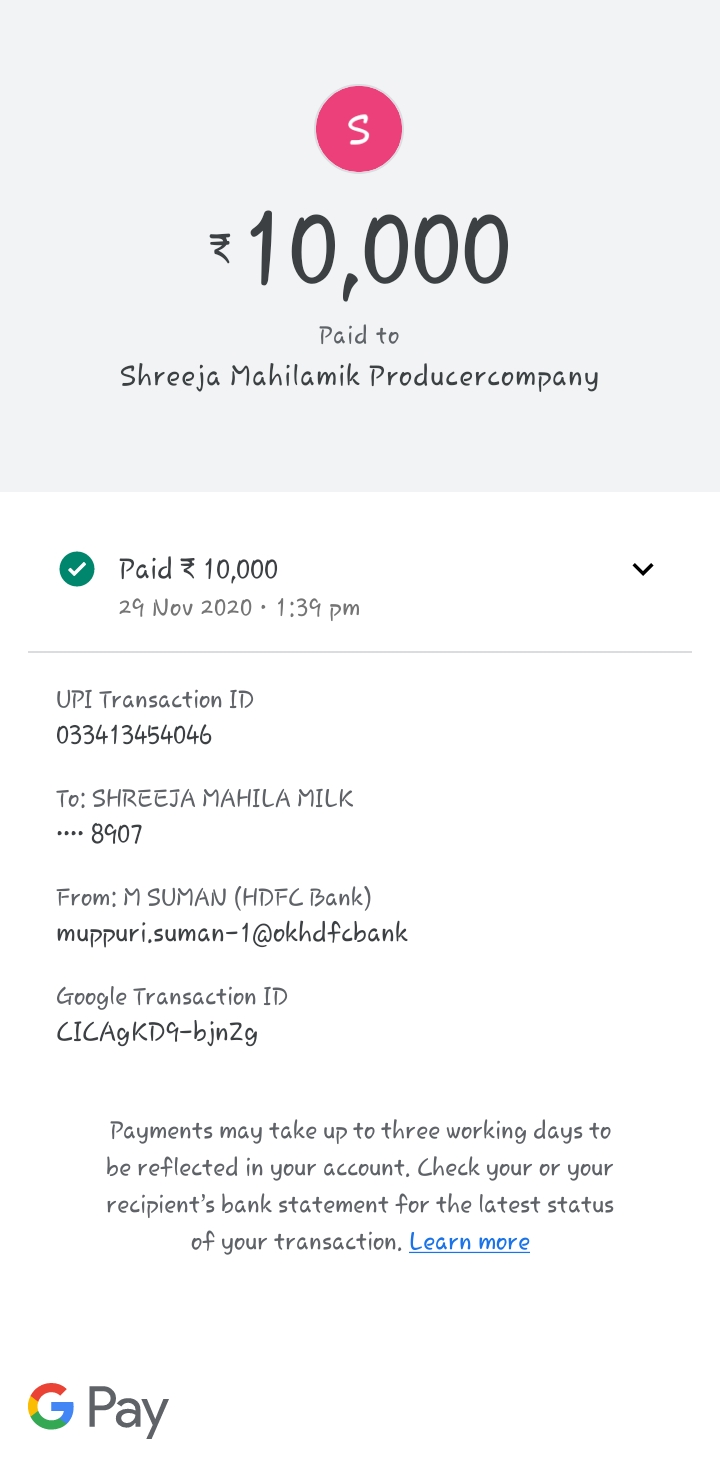 S
₹10,000
Paid to
Shreeja Mahilamik Producercompany
Paid ₹ 10,000
29 Nov 2020 · 1:39 pm
UPI Transaction ID
033413454046
To: SHREEJA MAHILA MILK
···· 8907
From: M SUMAN (HDFC Bank)
muppuri.suman-1@okhdfcbank
Google Transaction ID
CICAgKD9-bjnZg
Payments may take up to three working days to
be reflected in your account. Check your or your
recipient's bank statement for the latest status
of your transaction. Learn more
G Pay